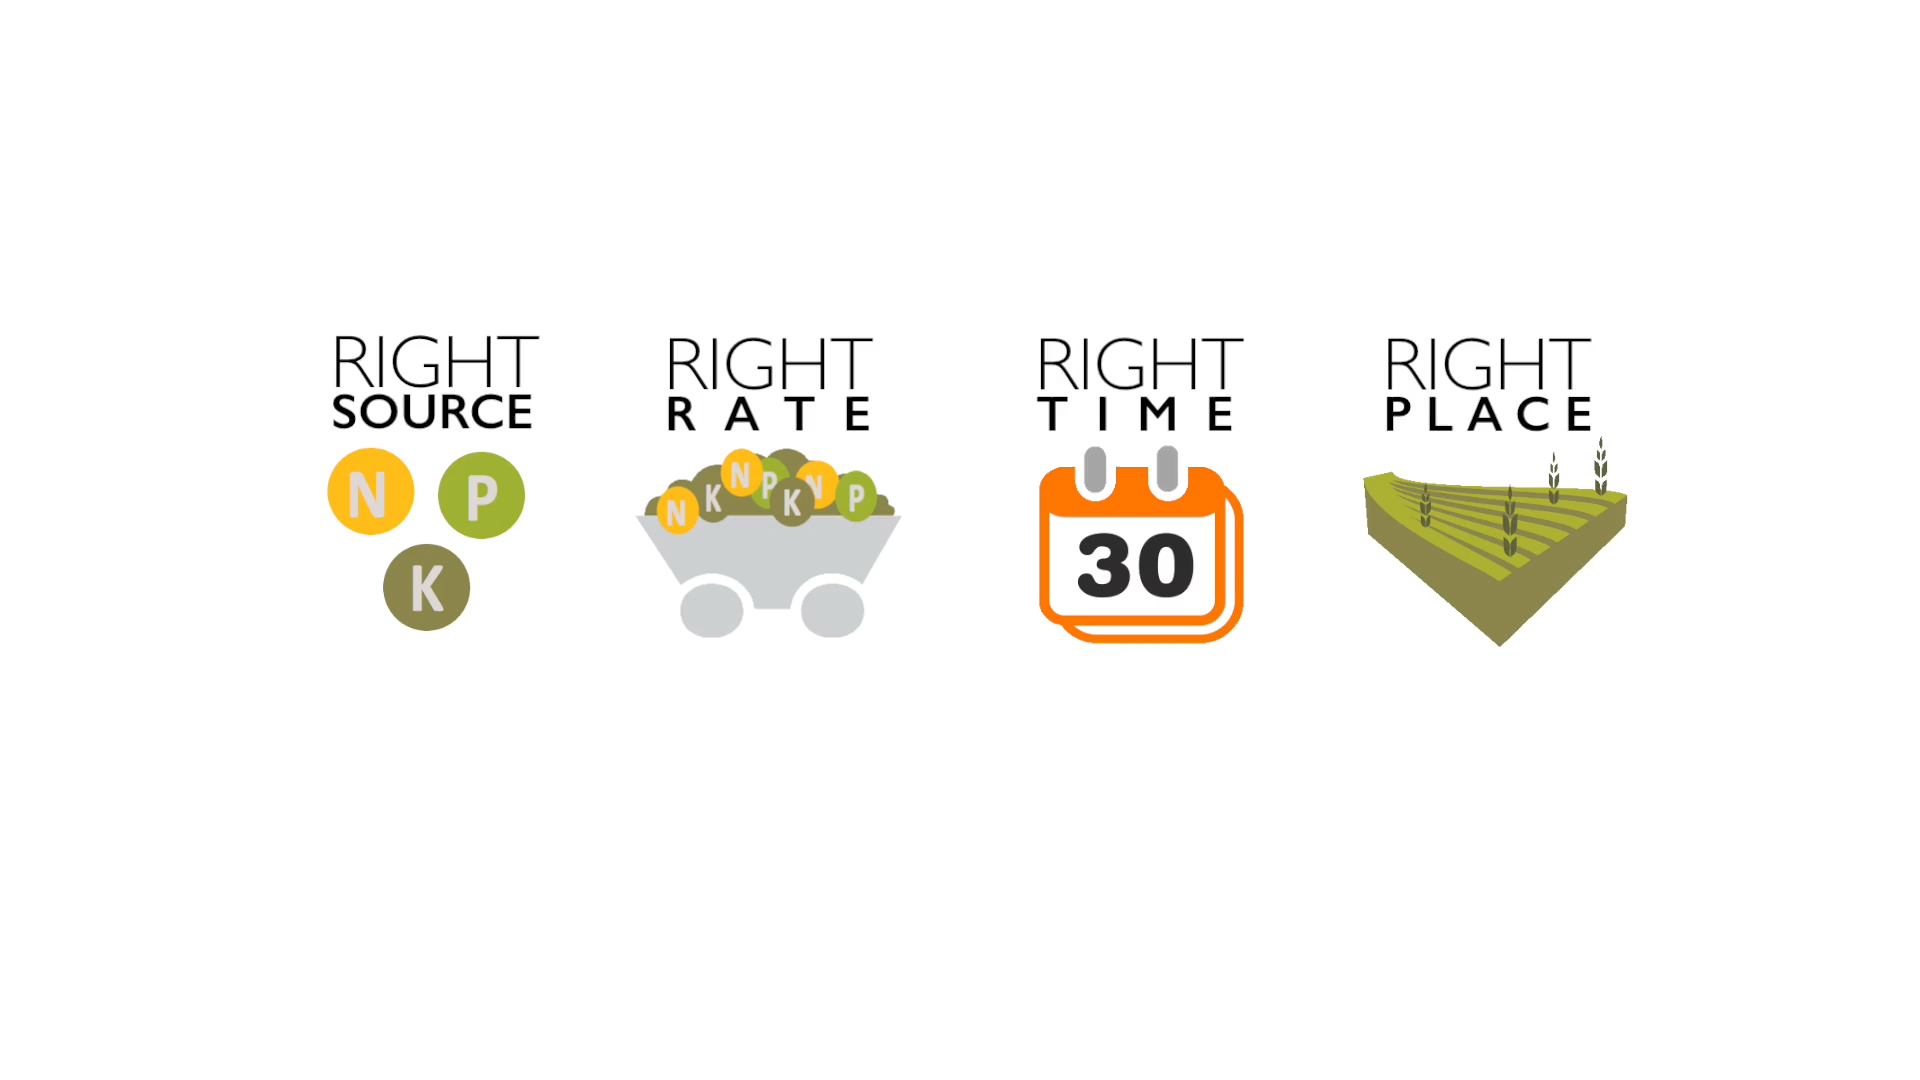 RIGHT
SOURCE
N P
K
RIGHT
RATE
N K N P K N P
RIGHT
TIME
30
RIGHT
PLACE